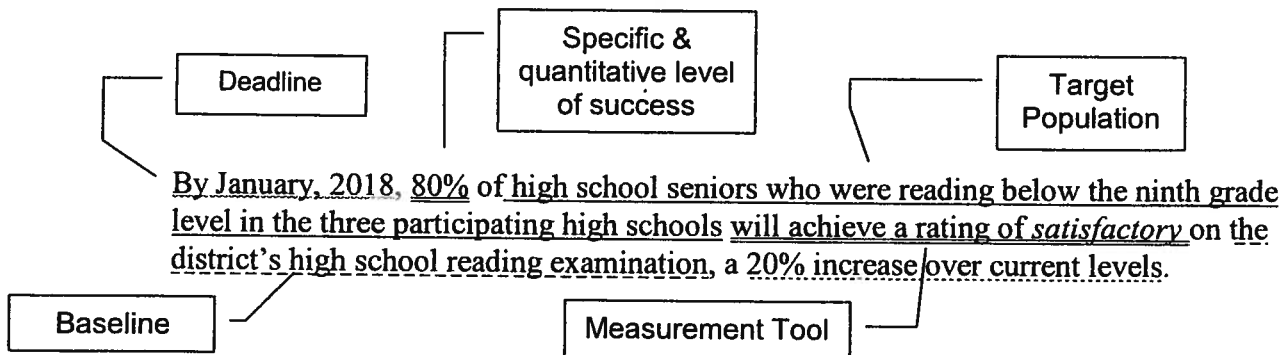 Specific &
quantitative level
of success
Deadline
Target
Population
By January, 2018, 80% of high school seniors who were reading below the ninth grade
level in the three participating high schools will achieve a rating of satisfactory on the
district's high school reading examination, a 20% increase over current levels.
Baseline
Measurement Tool